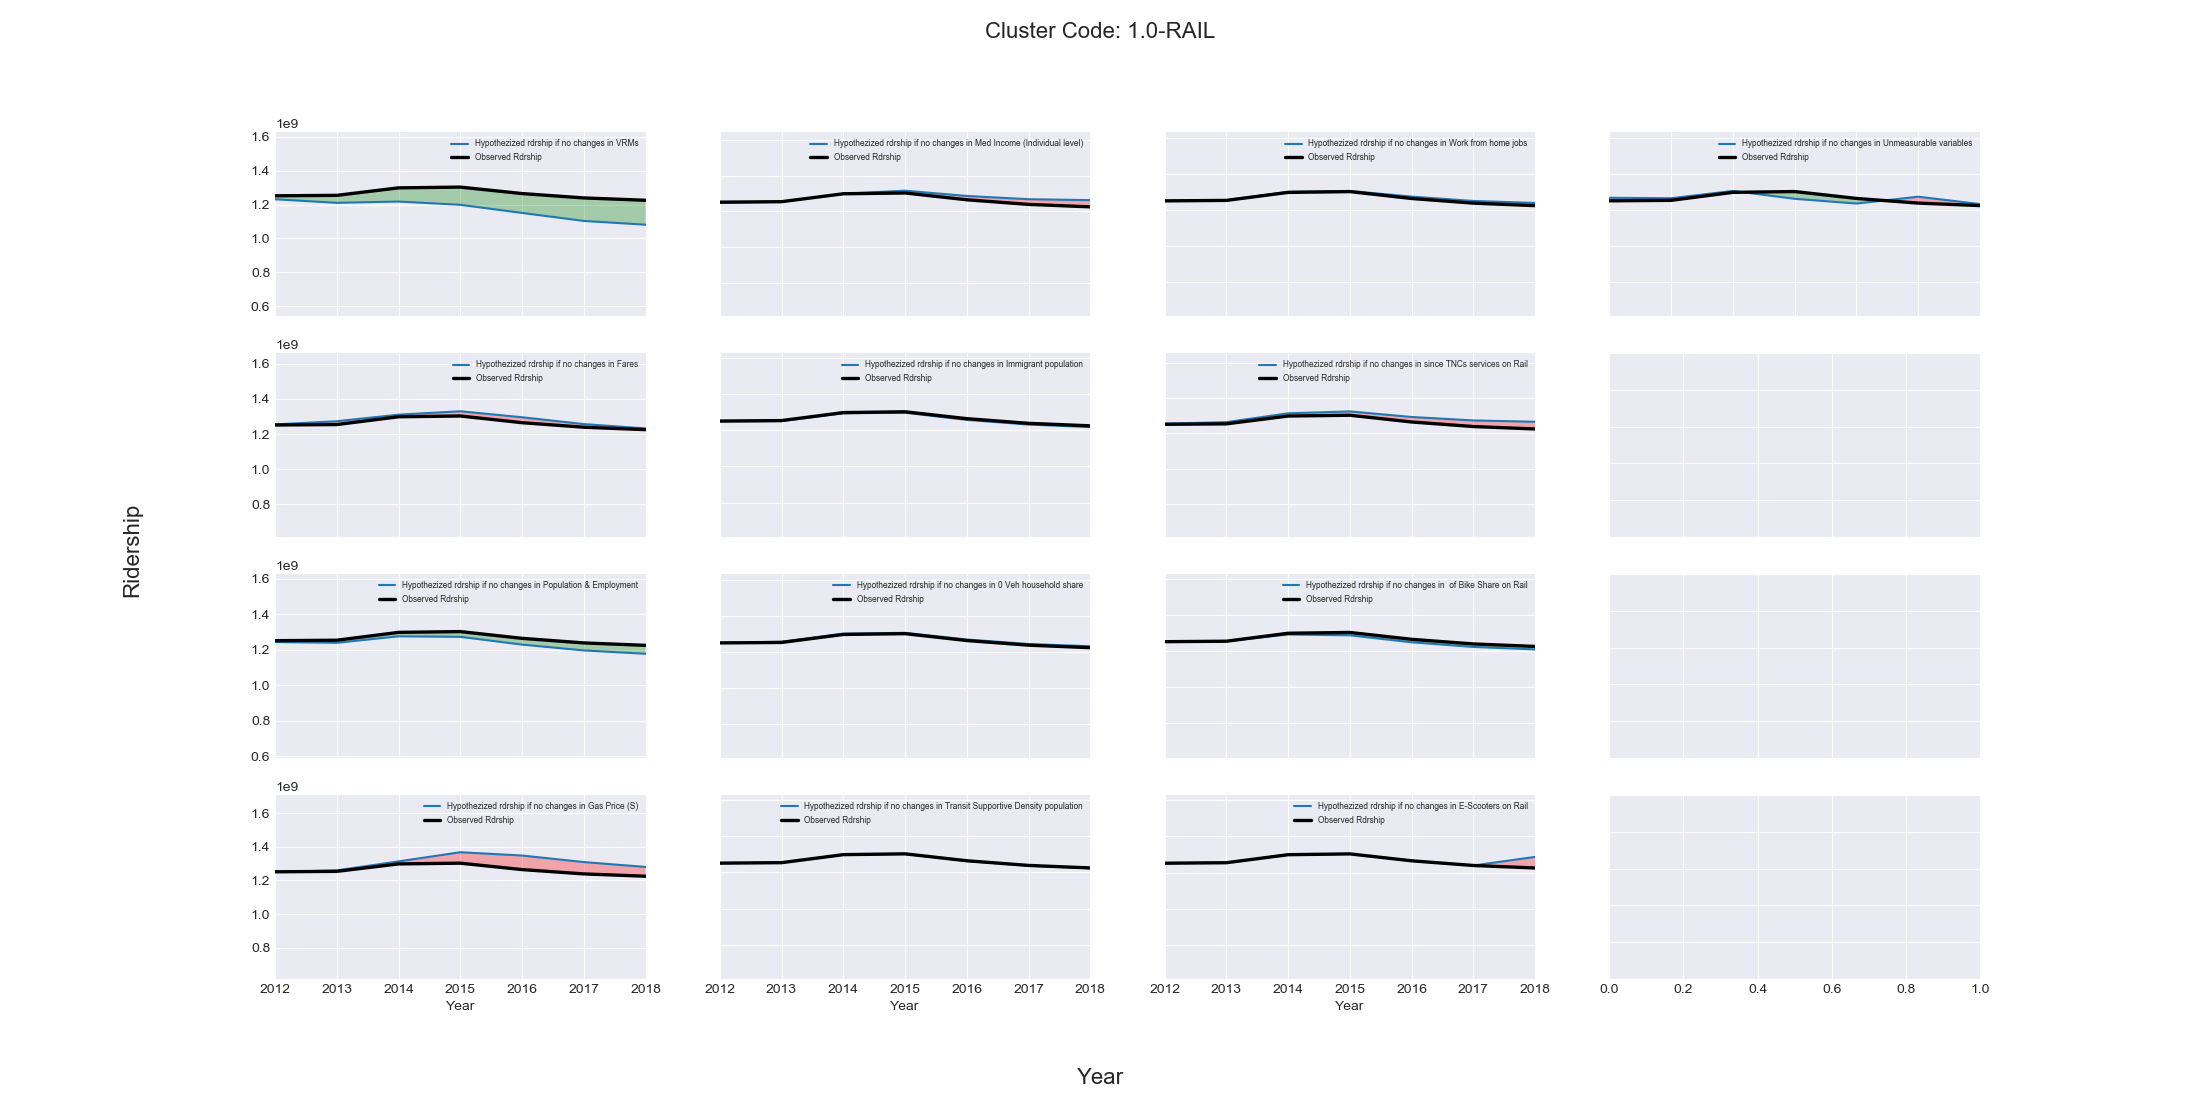 Cluster Code: 1.0-RAIL
1e9
1.6
1.4
1.2
1.0
0.8
0.6
Hypothezized rdrship if no changes in VRMs
Observed Rdrship
Hypothezized rdrship if no changes in Med Income (Individual level)
Observed Rdrship
Hypothezized rdrship if no changes in Work from home jobs
Observed Rdrship
Hypothezized rdrship if no changes in Unmeasurable variables
Observed Rdrship
1e9
1.6
1.4
1.2
1.0
0.8
Hypothezized rdrship if no changes in Fares
Observed Rdrship
Hypothezized rdrship if no changes in Immigrant population
Observed Rdrship
Hypothezized rdrship if no changes in since TNCs services on Rail
Observed Rdrship
Ridership
1e9
1.6
1.4
1.2
1.0
0.8
0.6
Hypothezized rdrship if no changes in Population & Employment
Observed Rdrship
Hypothezized rdrship if no changes in 0 Veh household share
Observed Rdrship
Hypothezized rdrship if no changes in  of Bike Share on Rail
Observed Rdrship
1e9
1.6
1.4
1.2
1.0
0.8
Hypothezized rdrship if no changes in Gas Price (S)
Observed Rdrship
Hypothezized rdrship if no changes in Transit Supportive Density population
Observed Rdrship
Hypothezized rdrship if no changes in E-Scooters on Rail
Observed Rdrship
2012 2013 2014 2015 2016 2017 2018
Year
2012 2013 2014 2015 2016 2017 2018
Year
2012 2013 2014 2015 2016 2017 2018
Year
0.0 0.2 0.4 0.6 0.8 1.0
Year